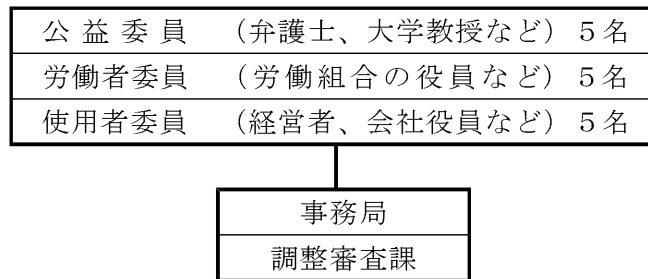 公益委員 (弁護士、大学教授など) 5名
労働者委員 (労働組合の役員など) 5名
使用者委員 (経営者、会社役員など) 5名
事務局
調整審査課